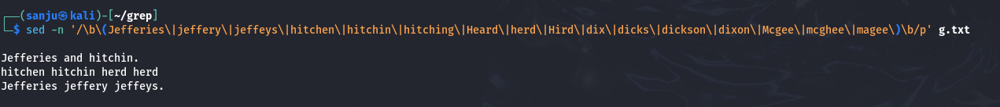 ┌──(sanju㉿kali)-[~/grep]
└─$ sed -n '/\b\(Jefferies\|jeffery\|jeffeys\|hitchen\|hitchin\|hitching\|Heard\|herd\|Hird\|dix\|dicks\|dickson\|dixon\|Mcgee\|mcghee\|magee\)\b/p' g.txt
Jefferies and hitchin.
hitchen hitchin herd herd
Jefferies jeffery jeffeys.